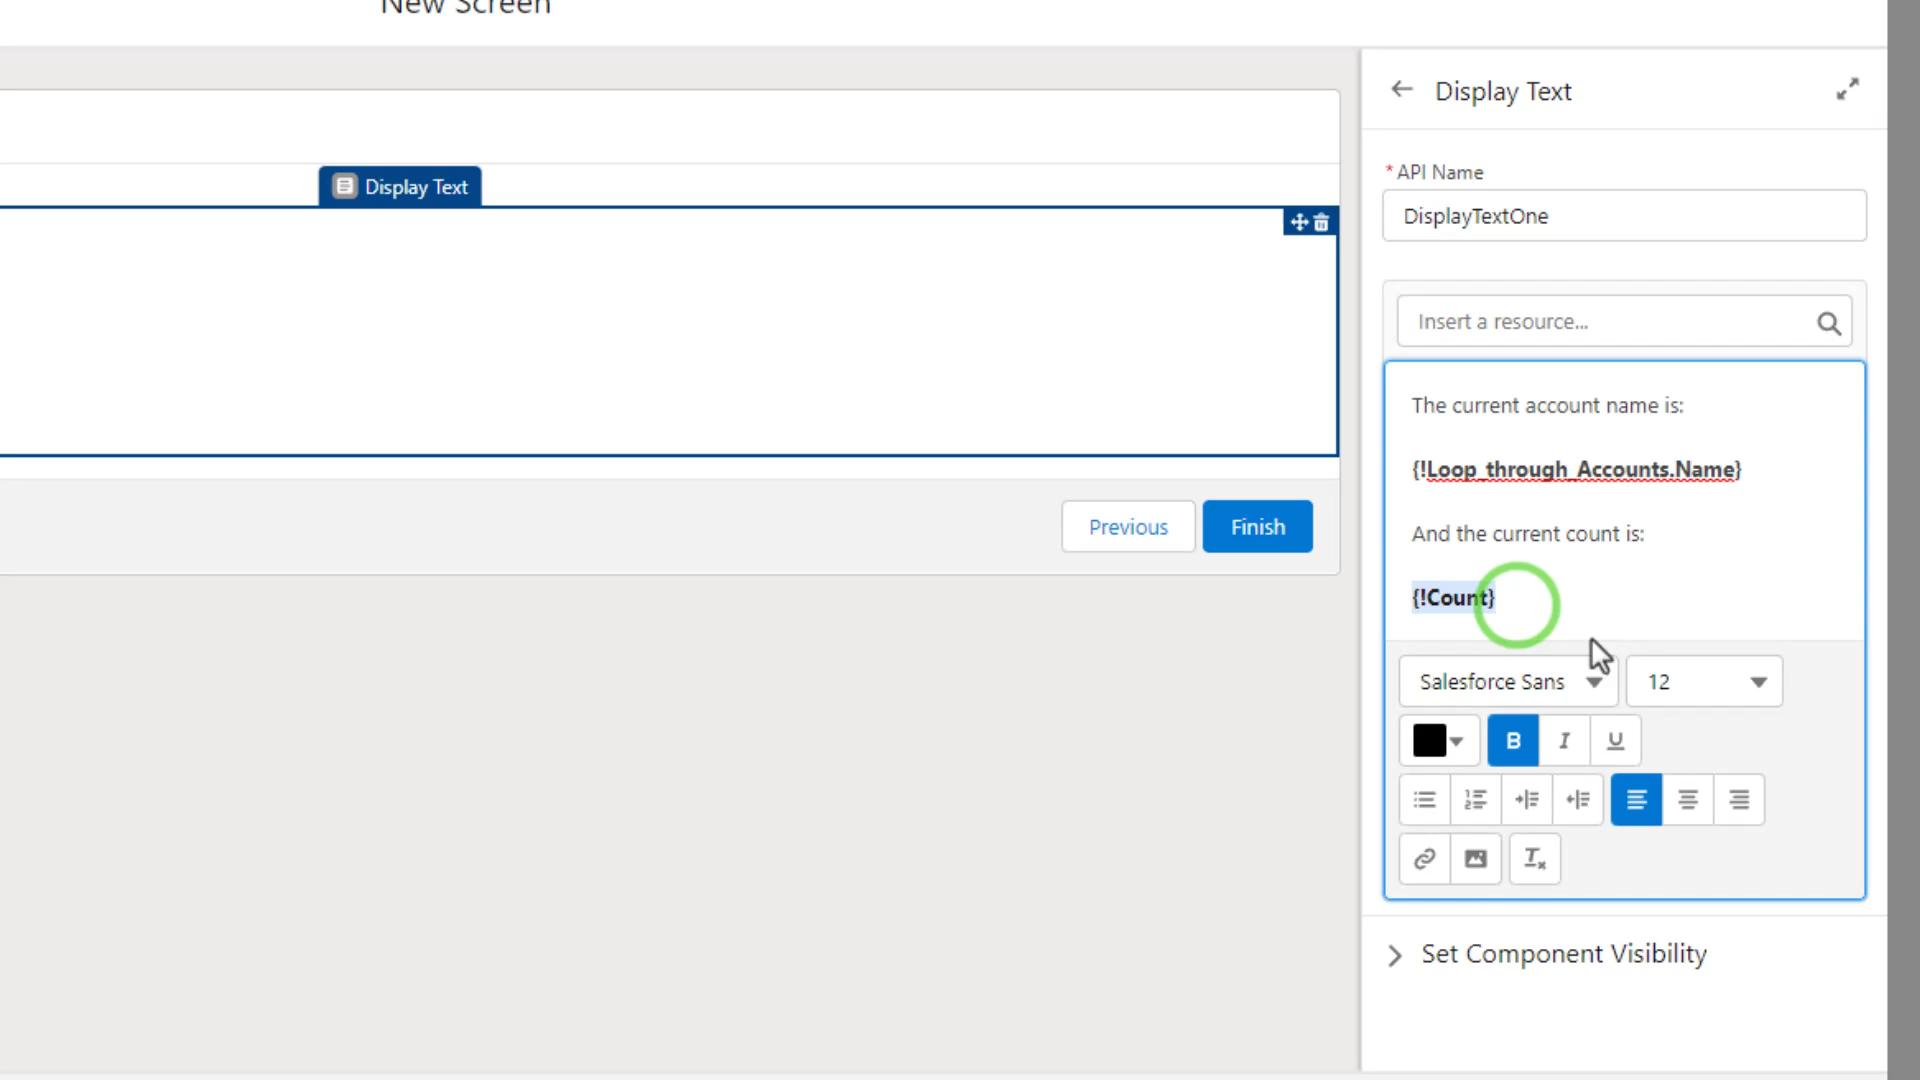 New Screen
Display Text
Previous
Finish
Display Text
* API Name
DisplayTextOne
Insert a resource...
The current account name is:
{!Loop_through_Accounts.Name}
And the current count is:
{!Count}
Salesforce Sans
12
B
I
U
Set Component Visibility